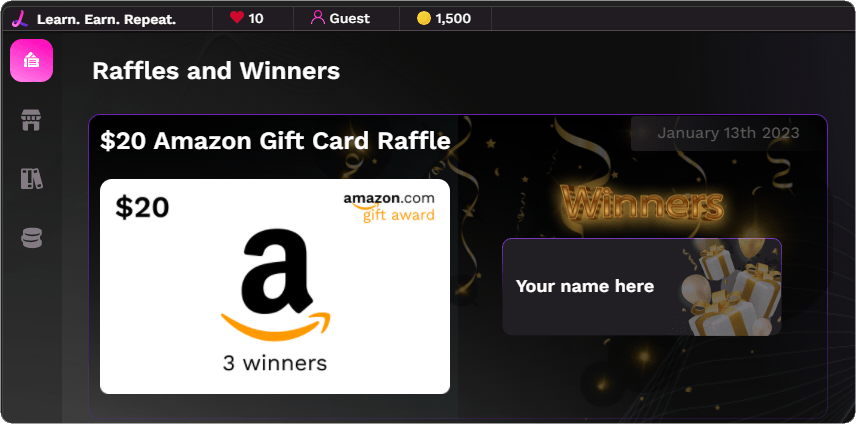 Learn. Earn. Repeat.
10
Guest
1,500
Raffles and Winners
$20 Amazon Gift Card Raffle
January 13th 2023
$20
amazon.com
gift award
Winners
a
Your name here
3 winners